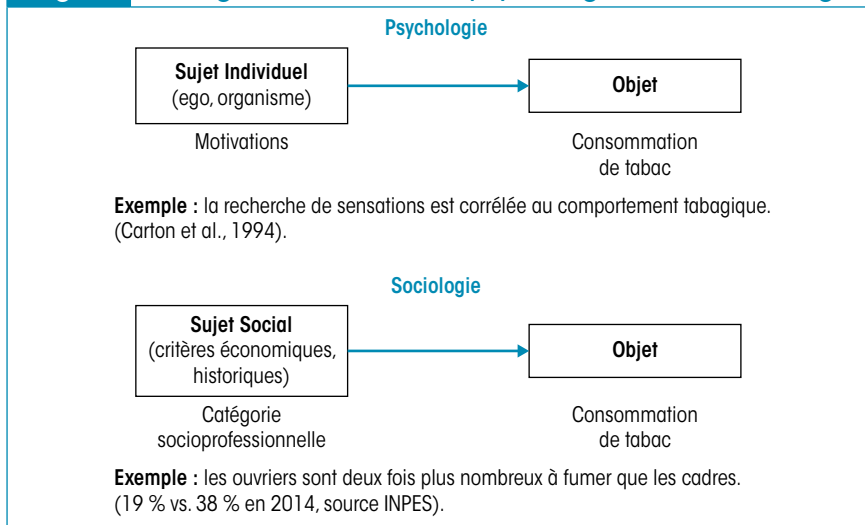 Psychologie
Sujet Individuel
(ego, organisme)
Objet
Motivations
Consommation
de tabac
Exemple : la recherche de sensations est corrélée au comportement tabagique.
(Carton et al., 1994).
Sociologie
Sujet Social
(critères économiques,
historiques)
Objet
Catégorie
socioprofessionnelle
Consommation
de tabac
Exemple : les ouvriers sont deux fois plus nombreux à fumer que les cadres.
(19 % vs. 38 % en 2014, source INPES).